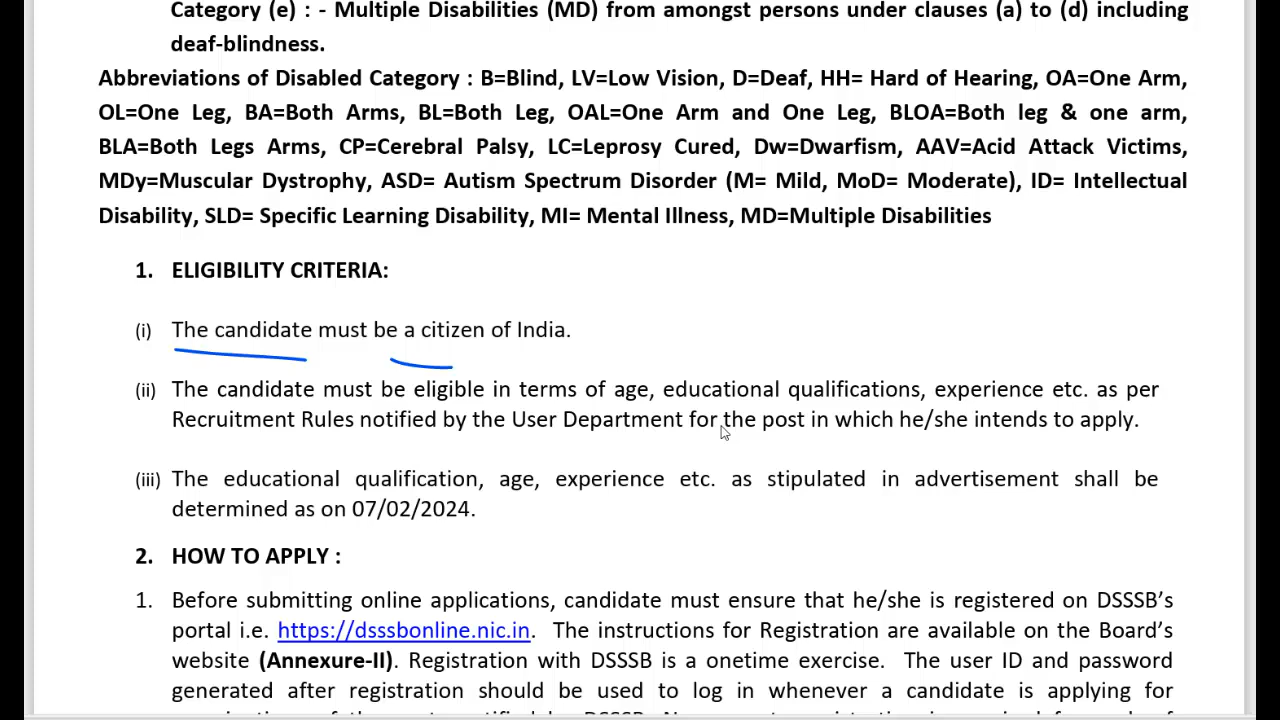 Category (e) : - Multiple Disabilities (MD) from amongst persons under clauses (a) to (d) including
deaf-blindness.
Abbreviations of Disabled Category : B=Blind, LV=Low Vision, D=Deaf, HH= Hard of Hearing, OA=One Arm,
OL=One Leg, BA=Both Arms, BL=Both Leg, OAL=One Arm and One Leg, BLOA=Both leg & one arm,
BLA=Both Legs Arms, CP=Cerebral Palsy, LC=Leprosy Cured, Dw=Dwarfism, AAV=Acid Attack Victims,
MDy=Muscular Dystrophy, ASD= Autism Spectrum Disorder (M= Mild, MoD= Moderate), ID= Intellectual
Disability, SLD= Specific Learning Disability, MI= Mental Illness, MD=Multiple Disabilities
1. ELIGIBILITY CRITERIA:
(i) The candidate must be a citizen of India.
(ii) The candidate must be eligible in terms of age, educational qualifications, experience etc. as per
Recruitment Rules notified by the User Department for the post in which he/she intends to apply.
(iii) The educational qualification, age, experience etc. as stipulated in advertisement shall be
determined as on 07/02/2024.
2. HOW TO APPLY :
1. Before submitting online applications, candidate must ensure that he/she is registered on DSSSB's
portal i.e. https://dsssbonline.nic.in. The instructions for Registration are available on the Board's
website (Annexure-II). Registration with DSSSB is a onetime exercise. The user ID and password
generated after registration should be used to log in whenever a candidate is applying for